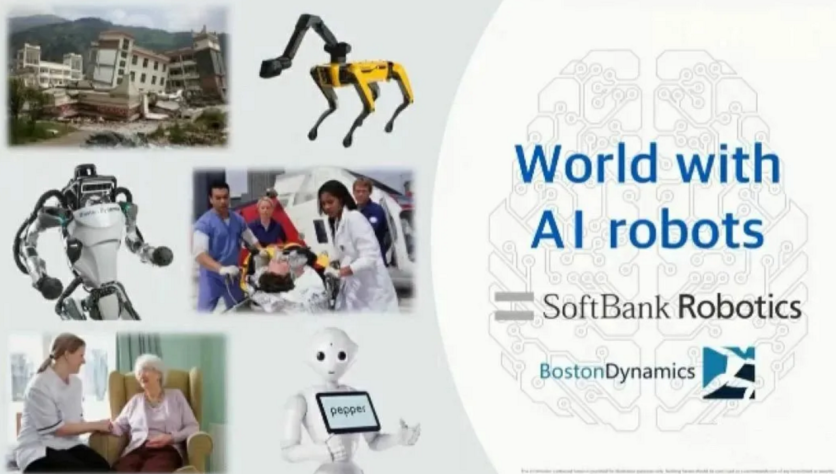 World with
AI robots
SoftBank Robotics
BostonDynamics
pepper